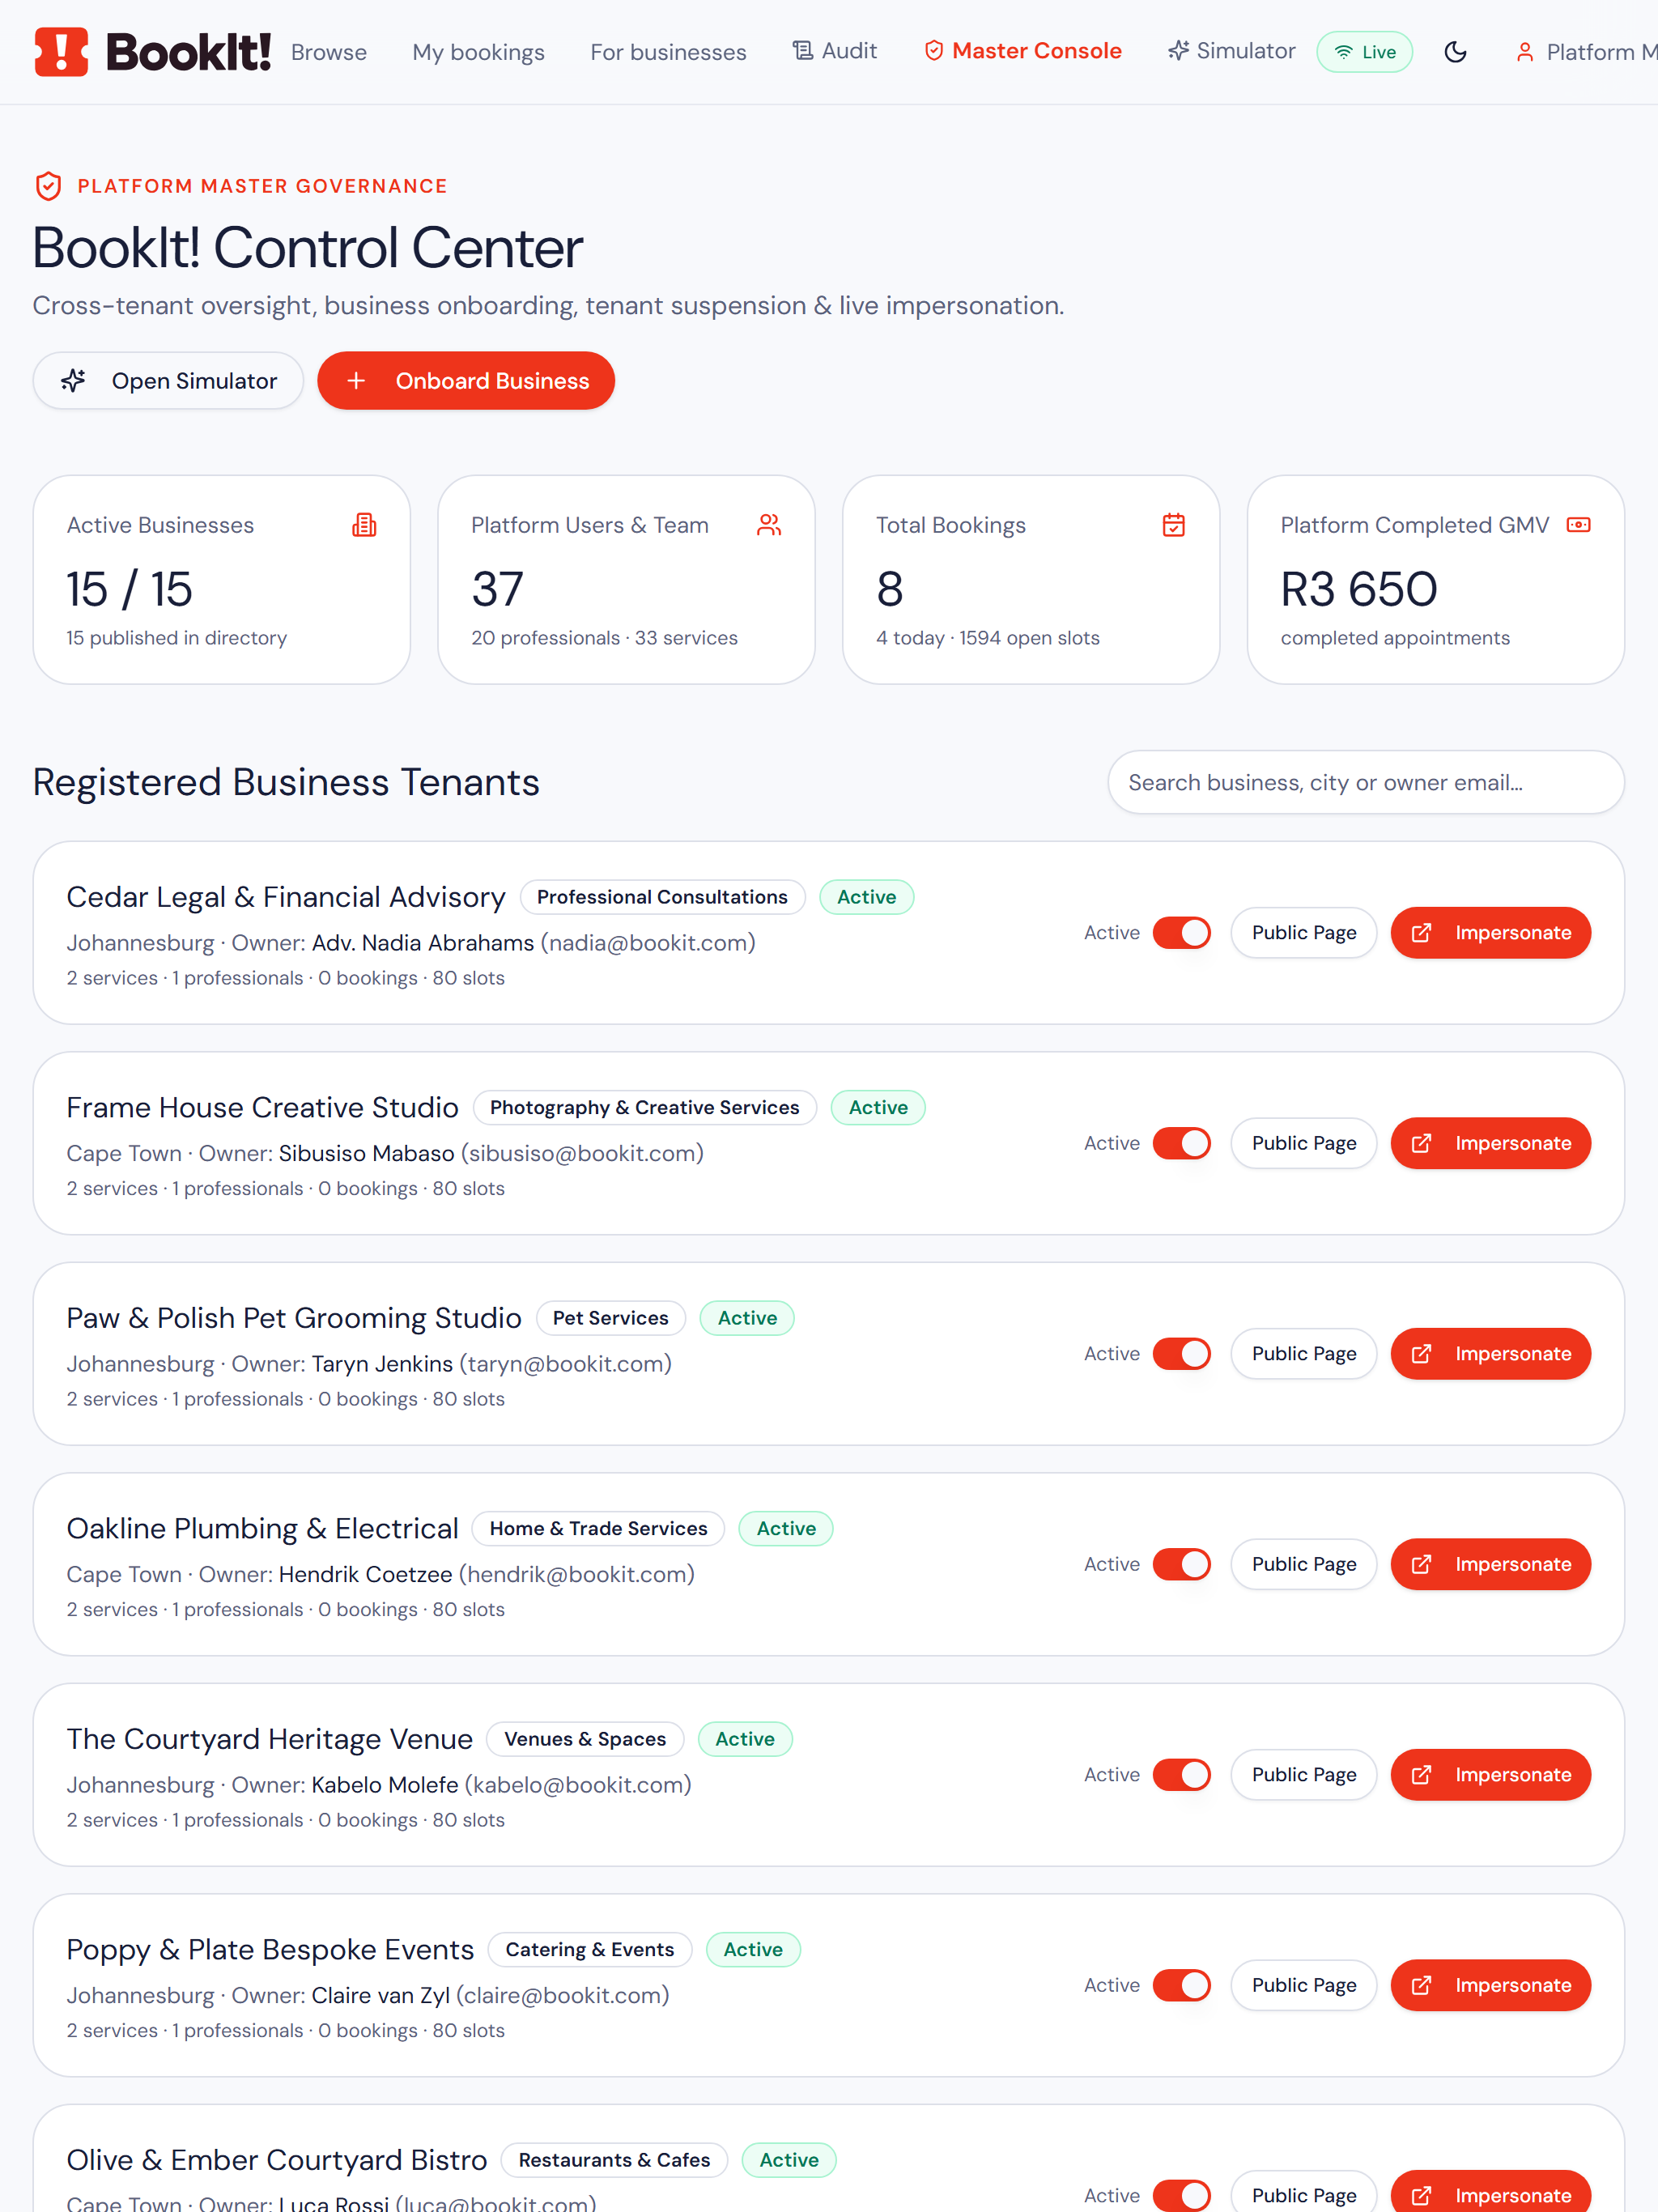 BookIt! Browse My bookings For businesses Audit Master Console Simulator Live Platform M
PLATFORM MASTER GOVERNANCE
BookIt! Control Center
Cross-tenant oversight, business onboarding, tenant suspension & live impersonation.
Open Simulator Onboard Business
Active Businesses
15 / 15
15 published in directory
Platform Users & Team
37
20 professionals · 33 services
Total Bookings
8
4 today · 1594 open slots
Platform Completed GMV
R3 650
completed appointments
Registered Business Tenants
Search business, city or owner email...
Cedar Legal & Financial Advisory Professional Consultations Active
Johannesburg · Owner: Adv. Nadia Abrahams (nadia@bookit.com)
2 services · 1 professionals · 0 bookings · 80 slots
Active Public Page Impersonate
Frame House Creative Studio Photography & Creative Services Active
Cape Town · Owner: Sibusiso Mabaso (sibusiso@bookit.com)
2 services · 1 professionals · 0 bookings · 80 slots
Active Public Page Impersonate
Paw & Polish Pet Grooming Studio Pet Services Active
Johannesburg · Owner: Taryn Jenkins (taryn@bookit.com)
2 services · 1 professionals · 0 bookings · 80 slots
Active Public Page Impersonate
Oakline Plumbing & Electrical Home & Trade Services Active
Cape Town · Owner: Hendrik Coetzee (hendrik@bookit.com)
2 services · 1 professionals · 0 bookings · 80 slots
Active Public Page Impersonate
The Courtyard Heritage Venue Venues & Spaces Active
Johannesburg · Owner: Kabelo Molefe (kabelo@bookit.com)
2 services · 1 professionals · 0 bookings · 80 slots
Active Public Page Impersonate
Poppy & Plate Bespoke Events Catering & Events Active
Johannesburg · Owner: Claire van Zyl (claire@bookit.com)
2 services · 1 professionals · 0 bookings · 80 slots
Active Public Page Impersonate
Olive & Ember Courtyard Bistro Restaurants & Cafes Active
Cape Town · Owner: Luca Rossi (luca@bookit.com)
Active Public Page Impersonate